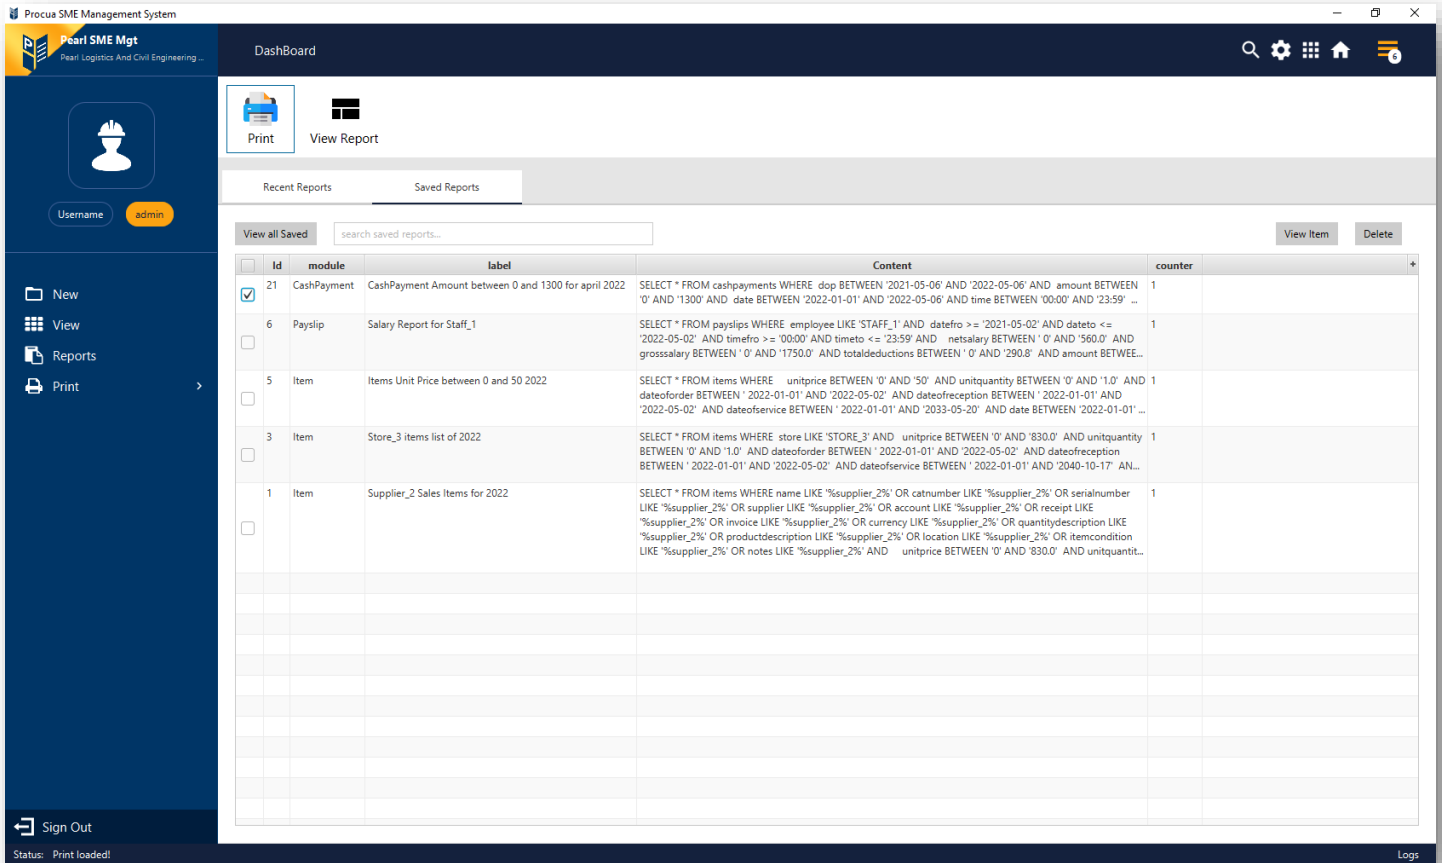 Procua SME Management System
Pearl SME Mgt
Pearl Logistics And Civil Engineering ..
DashBoard
6
Print
View Report
Recent Reports
Saved Reports
Username
admin
View all Saved
search saved reports...
View Item
Delete
Id
module
label
Content
counter
+
21
CashPayment
CashPayment Amount between 0 and 1300 for april 2022
SELECT * FROM cashpayments WHERE  dop BETWEEN '2021-05-06' AND '2022-05-06' AND  amount BETWEEN
'0' AND '1300' AND  date BETWEEN '2022-01-01' AND '2022-05-06' AND time BETWEEN '00:00' AND '23:59'  ...
1
6
Payslip
Salary Report for Staff_1
SELECT * FROM payslips WHERE  employee LIKE 'STAFF_1' AND  datefro >= '2021-05-02' AND dateto <=
'2022-05-02'  AND timefro >= '00:00' AND timeto <= '23:59' AND    netsalary BETWEEN ' 0' AND '560.0'  AND
grosssalary BETWEEN ' 0' AND '1750.0'  AND totaldeductions BETWEEN ' 0' AND '290.8'  AND amount BETWEE...
1
5
Item
Items Unit Price between 0 and 50 2022
SELECT * FROM items WHERE    unitprice BETWEEN '0' AND '50'  AND unitquantity BETWEEN '0' AND '1.0'  AND
dateoforder BETWEEN ' 2022-01-01' AND '2022-05-02'  AND dateofreception BETWEEN ' 2022-01-01' AND
'2022-05-02'  AND dateofservice BETWEEN ' 2022-01-01' AND '2033-05-20'  AND date BETWEEN '2022-01-01' ...
1
3
Item
Store_3 items list of 2022
SELECT * FROM items WHERE  store LIKE 'STORE_3' AND   unitprice BETWEEN '0' AND '830.0'  AND unitquantity
BETWEEN '0' AND '1.0'  AND dateoforder BETWEEN ' 2022-01-01' AND '2022-05-02'  AND dateofreception
BETWEEN ' 2022-01-01' AND '2022-05-02'  AND dateofservice BETWEEN ' 2022-01-01' AND '2040-10-17'  AN...
1
1
Item
Supplier_2 Sales Items for 2022
SELECT * FROM items WHERE name LIKE '%supplier_2%' OR catnumber LIKE '%supplier_2%' OR serialnumber
LIKE '%supplier_2%' OR supplier LIKE '%supplier_2%' OR account LIKE '%supplier_2%' OR receipt LIKE
'%supplier_2%' OR invoice LIKE '%supplier_2%' OR currency LIKE '%supplier_2%' OR quantitydescription LIKE
'%supplier_2%' OR productdescription LIKE '%supplier_2%' OR location LIKE '%supplier_2%' OR itemcondition
LIKE '%supplier_2%' OR notes LIKE '%supplier_2%' AND    unitprice BETWEEN '0' AND '830.0'  AND unitquantit...
1
New
View
Reports
Print
Sign Out
Status:  Print loaded!
Logs